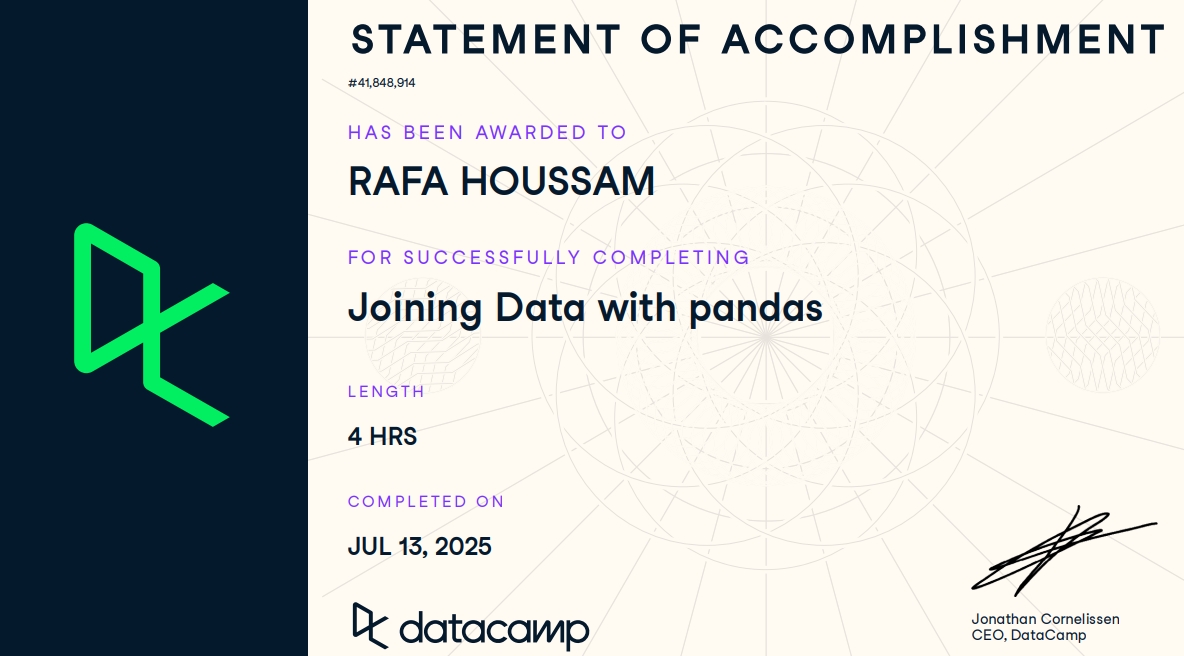 STATEMENT OF ACCOMPLISHMENT
#41,848,914
HAS BEEN AWARDED TO
RAFA HOUSSAM
FOR SUCCESSFULLY COMPLETING
Joining Data with pandas
LENGTH
4 HRS
COMPLETED ON
JUL 13, 2025
datacamp
Jonathan Cornelissen
CEO, DataCamp